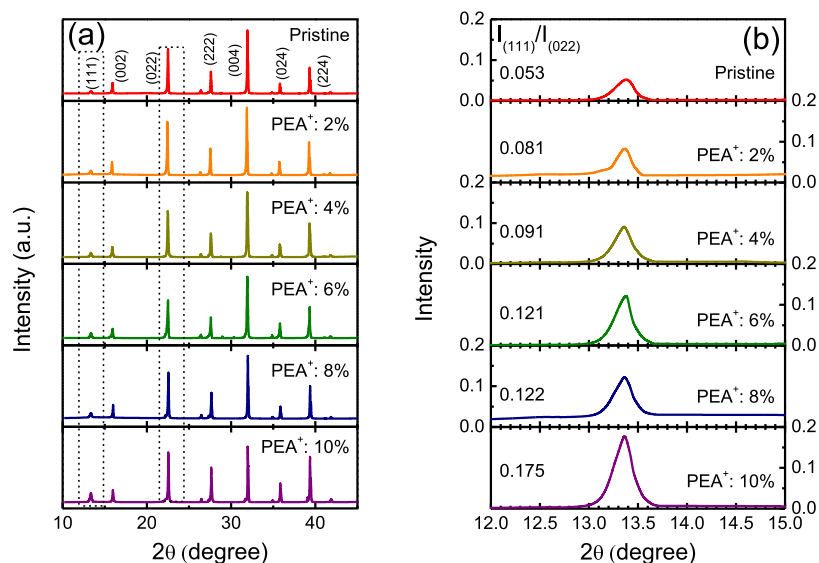 (a)
Pristine
(111)
(002)
(022)
(222)
(004)
(024)
(224)
PEA⁺: 2%
PEA⁺: 4%
PEA⁺: 6%
PEA⁺: 8%
PEA⁺: 10%
Intensity (a.u.)
10 20 30 40
2θ (degree)
I(111)/I(022)
(b)
0.2
0.1
0.0
0.053
Pristine
0.2
0.1
0.0
0.081
PEA⁺: 2%
0.2
0.1
0.0
0.091
PEA⁺: 4%
0.2
0.1
0.0
0.121
PEA⁺: 6%
0.2
0.1
0.0
0.122
PEA⁺: 8%
0.2
0.1
0.0
0.175
PEA⁺: 10%
Intensity
12.0 12.5 13.0 13.5 14.0 14.5 15.0
2θ (degree)